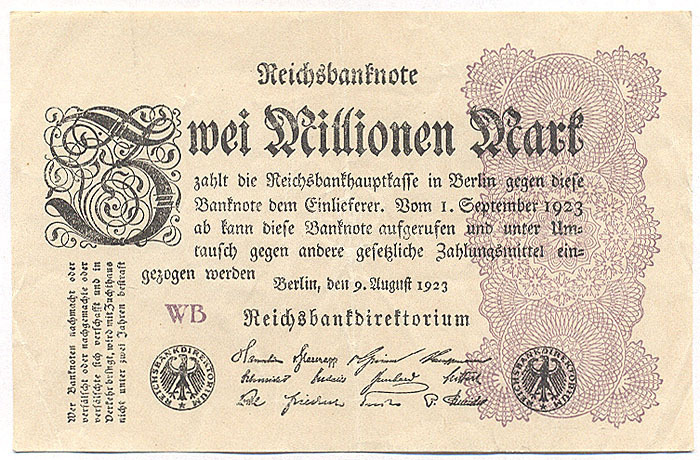 Reichsbanknote
Zwei Millionen Mark
zahlt die Reichsbankhauptkasse in Berlin gegen diese
Banknote dem Einlieferer. Vom 1. September 1923
ab kann diese Banknote aufgerufen und unter Um-
tausch gegen andere gesetzliche Zahlungsmittel ein-
gezogen werden
Berlin, den 9. August 1923
WB
Reichsbankdirektorium
REICHSBANKDIREKTORIUM
REICHSBANKDIREKTORIUM
Wer Banknoten nachmacht oder
verfälscht oder nachgemachte oder
verfälschte sich verschafft und in
Verkehr bringt, wird mit Zuchthaus
nicht unter zwei Jahren bestraft